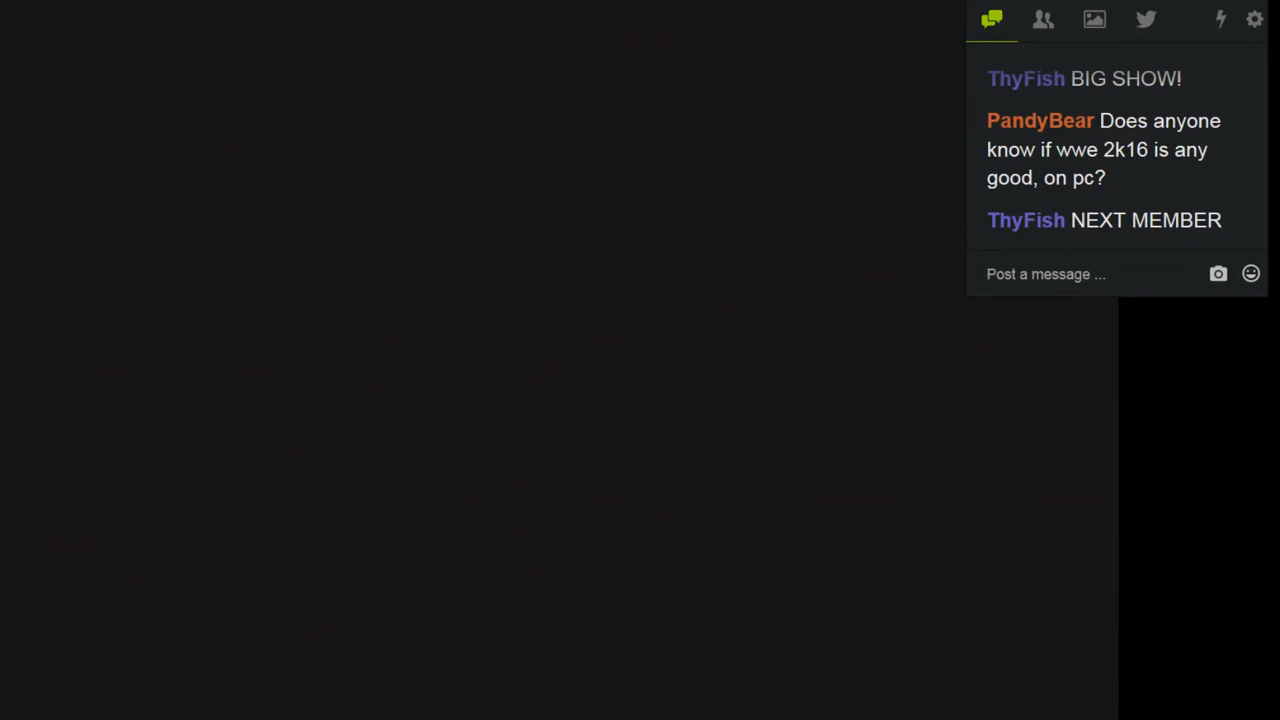 ThyFish BIG SHOW!
PandyBear Does anyone
know if wwe 2k16 is any
good, on pc?
ThyFish NEXT MEMBER
Post a message ...